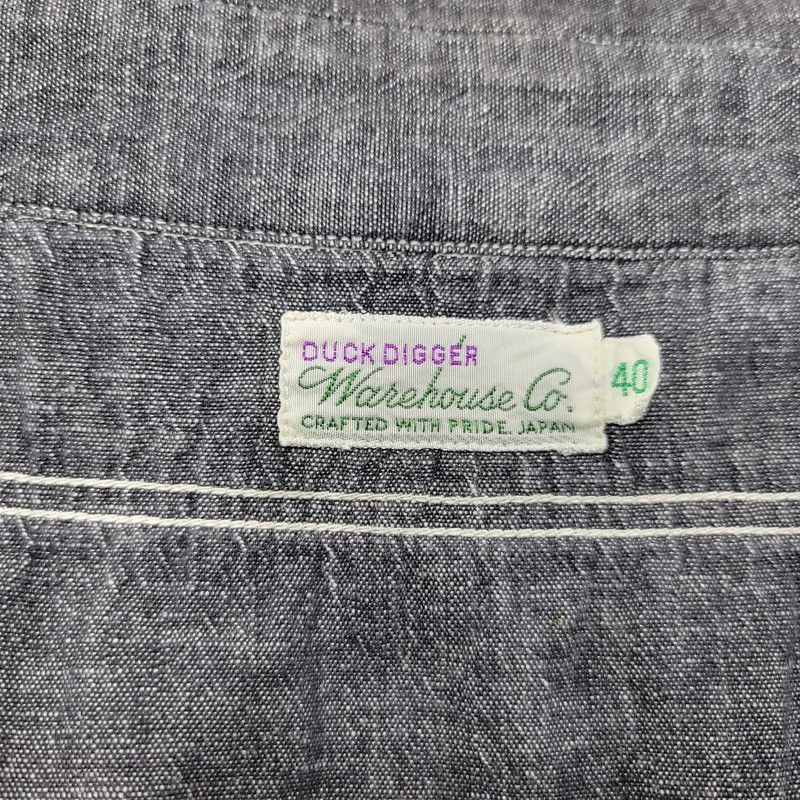 DUCK DIGGER
Warehouse Co.
CRAFTED WITH PRIDE. JAPAN
40